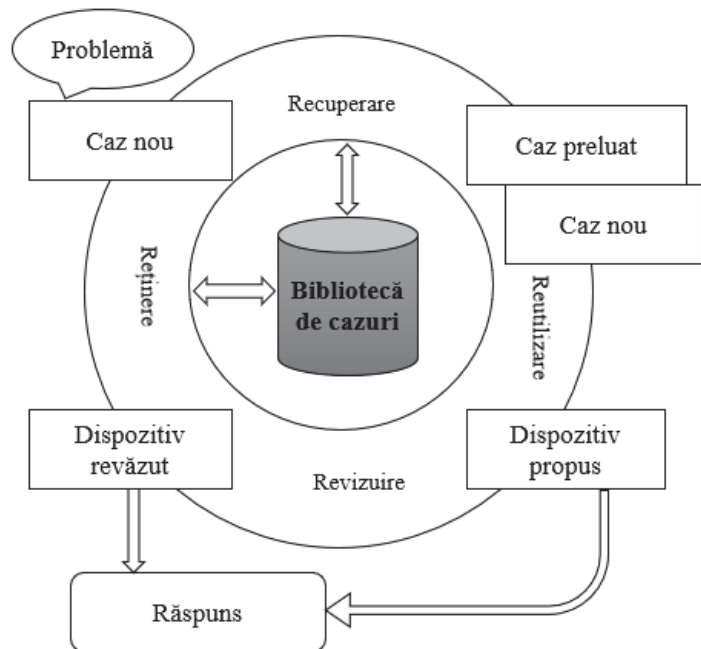 Problemă
Caz nou
Recuperare
Caz preluat
Caz nou
Reținere
Bibliotecă
de cazuri
Reutilizare
Dispozitiv
revăzut
Dispozitiv
propus
Revizuire
Răspuns